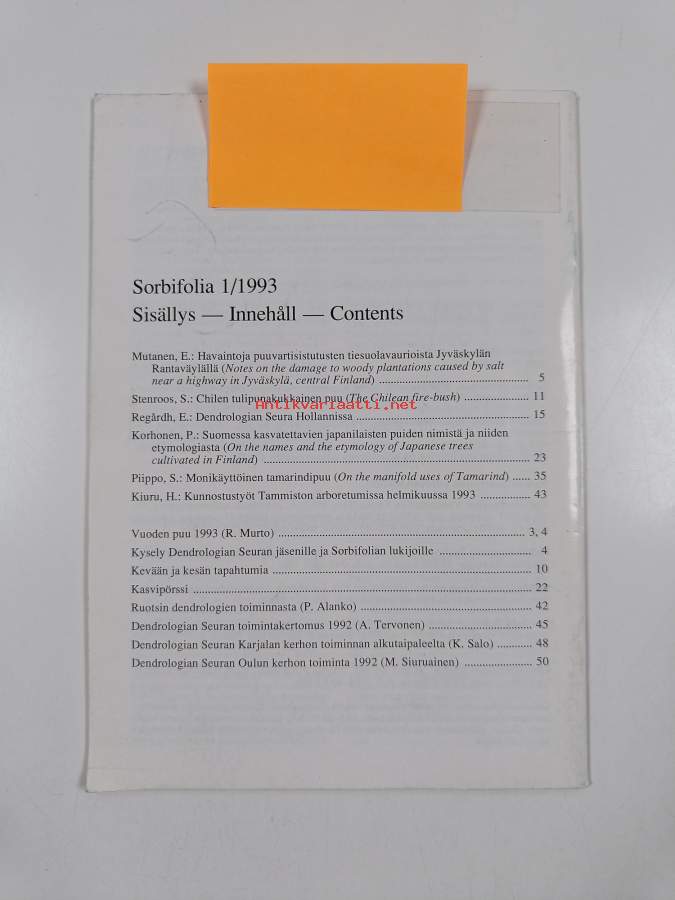 Sorbifolia 1/1993
Sisällys — Innehåll — Contents
Mutanen, E.: Havaintoja puuvartisistutusten tiesuolavaurioista Jyväskylän
Rantaväylällä (Notes on the damage to woody plantations caused by salt
near a highway in Jyväskylä, central Finland) ..... 5
Stenroos, S.: Chilen tulipunakukkainen puu (The Chilean fire-bush) ..... 11
Antikvariaatti.net
Regårdh, E.: Dendrologian Seura Hollannissa ..... 15
Korhonen, P.: Suomessa kasvatettavien japanilaisten puiden nimistä ja niiden
etymologiasta (On the names and the etymology of Japanese trees
cultivated in Finland) ..... 23
Piippo, S.: Monikäyttöinen tamarindipuu (On the manifold uses of Tamarind) ..... 35
Kiuru, H.: Kunnostustyöt Tammiston arboretumissa helmikuussa 1993 ..... 43
Vuoden puu 1993 (R. Murto) ..... 3, 4
Kysely Dendrologian Seuran jäsenille ja Sorbifolian lukijoille ..... 4
Kevään ja kesän tapahtumia ..... 10
Kasvipörssi ..... 22
Ruotsin dendrologien toiminnasta (P. Alanko) ..... 42
Dendrologian Seuran toimintakertomus 1992 (A. Tervonen) ..... 45
Dendrologian Seuran Karjalan kerhon toiminnan alkutaipaleelta (K. Salo) ..... 48
Dendrologian Seuran Oulun kerhon toiminta 1992 (M. Siuruainen) ..... 50